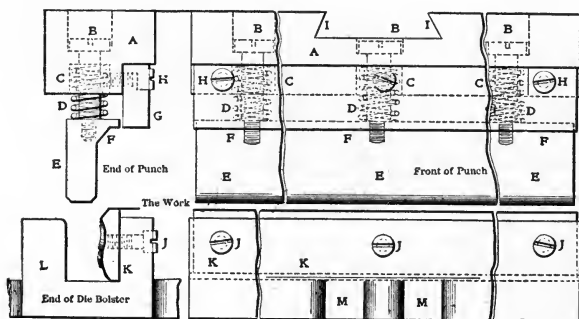 B B B B
I I
A A
C C C C
H H H
D D D D
G
F F F
E E E E
End of Punch
Front of Punch
The Work
J J J J
L K K K
M M
End of Die Bolster